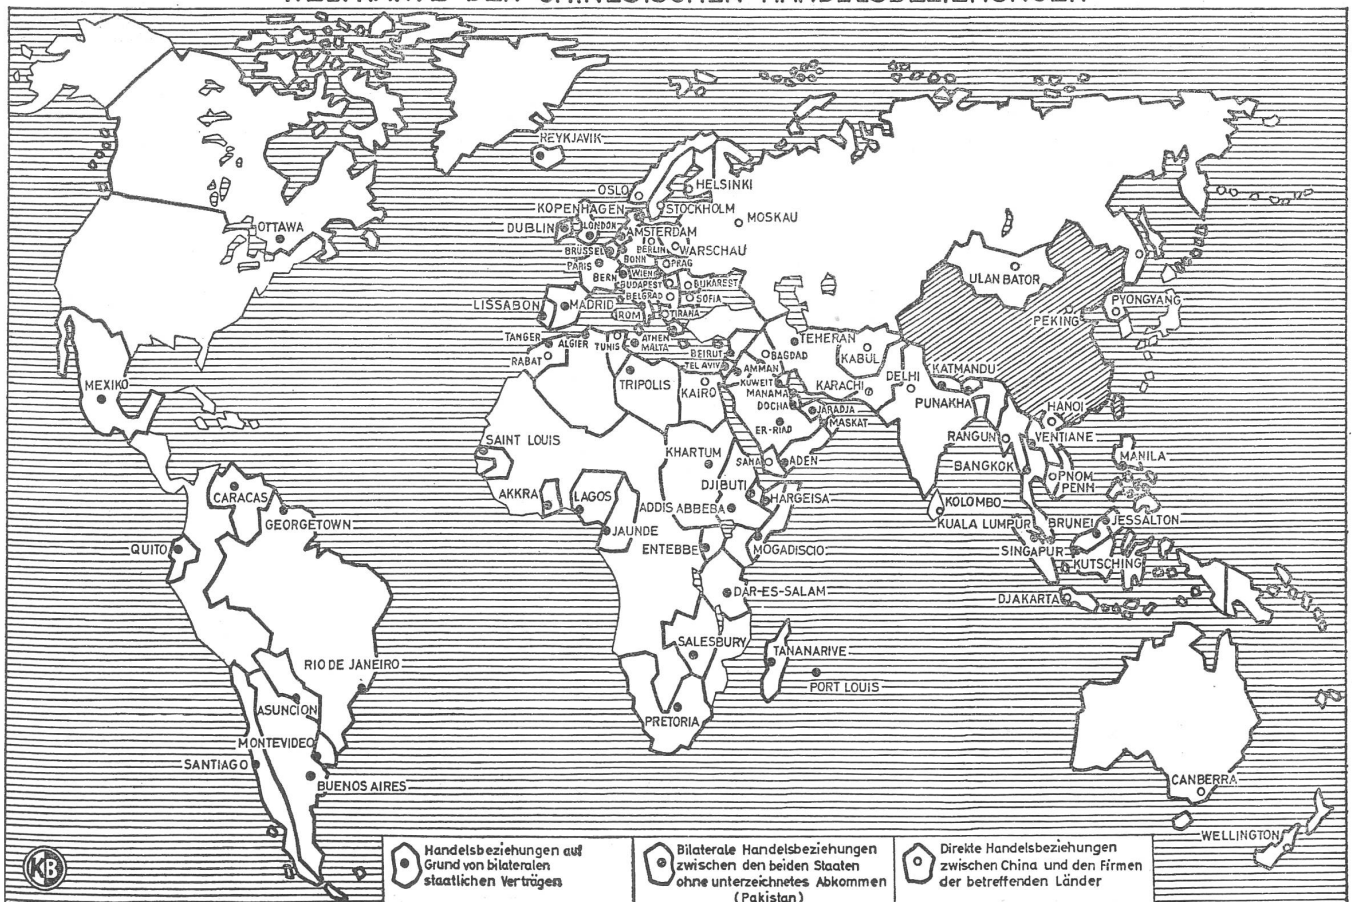 REYKJAVIK
OSLO
HELSINKI
KOPENHAGEN
STOCKHOLM
MOSKAU
OTTAWA
DUBLIN
LONDON
AMSTERDAM
BERLIN
WARSCHAU
BRÜSSEL
BONN
PARIS
PRAG
BERN
WIEN
BUDAPEST
BUKAREST
ULAN BATOR
LISSABON
MADRID
BELGRAD
SOFIA
PYONGYANG
ROM
TIRANA
PEKING
TANGER
ALGIER
TUNIS
ATHEN
MALTA
TEHERAN
BEIRUT
BAGDAD
KABUL
RABAT
TEL AVIV
AMMAN
DELHI
KATMANDU
MEXIKO
TRIPOLIS
KAIRO
KUWEIT
MANAMA
KARACHI
PUNAKHA
HANOI
DOCHA
JARADJA
MASKAT
ER-RIAD
RANGUN
VENTIANE
SAINT LOUIS
KHARTUM
SANA
ADEN
BANGKOK
MANILA
PNOM
PENH
CARACAS
AKKRA
LAGOS
DJIBUTI
HARGEISA
KOLOMBO
GEORGETOWN
ADDIS ABBEBA
KUALA LUMPUR
BRUNEI
JESSALTON
JAUNDE
QUITO
ENTEBBE
MOGADISCIO
SINGAPUR
KUTSCHING
DAR-ES-SALAM
DJAKARTA
SALESBURY
TANANARIVE
RIO DE JANEIRO
PORT LOUIS
ASUNCION
PRETORIA
MONTEVIDEO
SANTIAGO
BUENOS AIRES
CANBERRA
WELLINGTON
KB
Handelsbeziehungen auf
Grund von bilateralen
staatlichen Verträgen
Bilaterale Handelsbeziehungen
zwischen den beiden Staaten
ohne unterzeichnetes Abkommen
(Pakistan)
Direkte Handelsbeziehungen
zwischen China und den Firmen
der betreffenden Länder